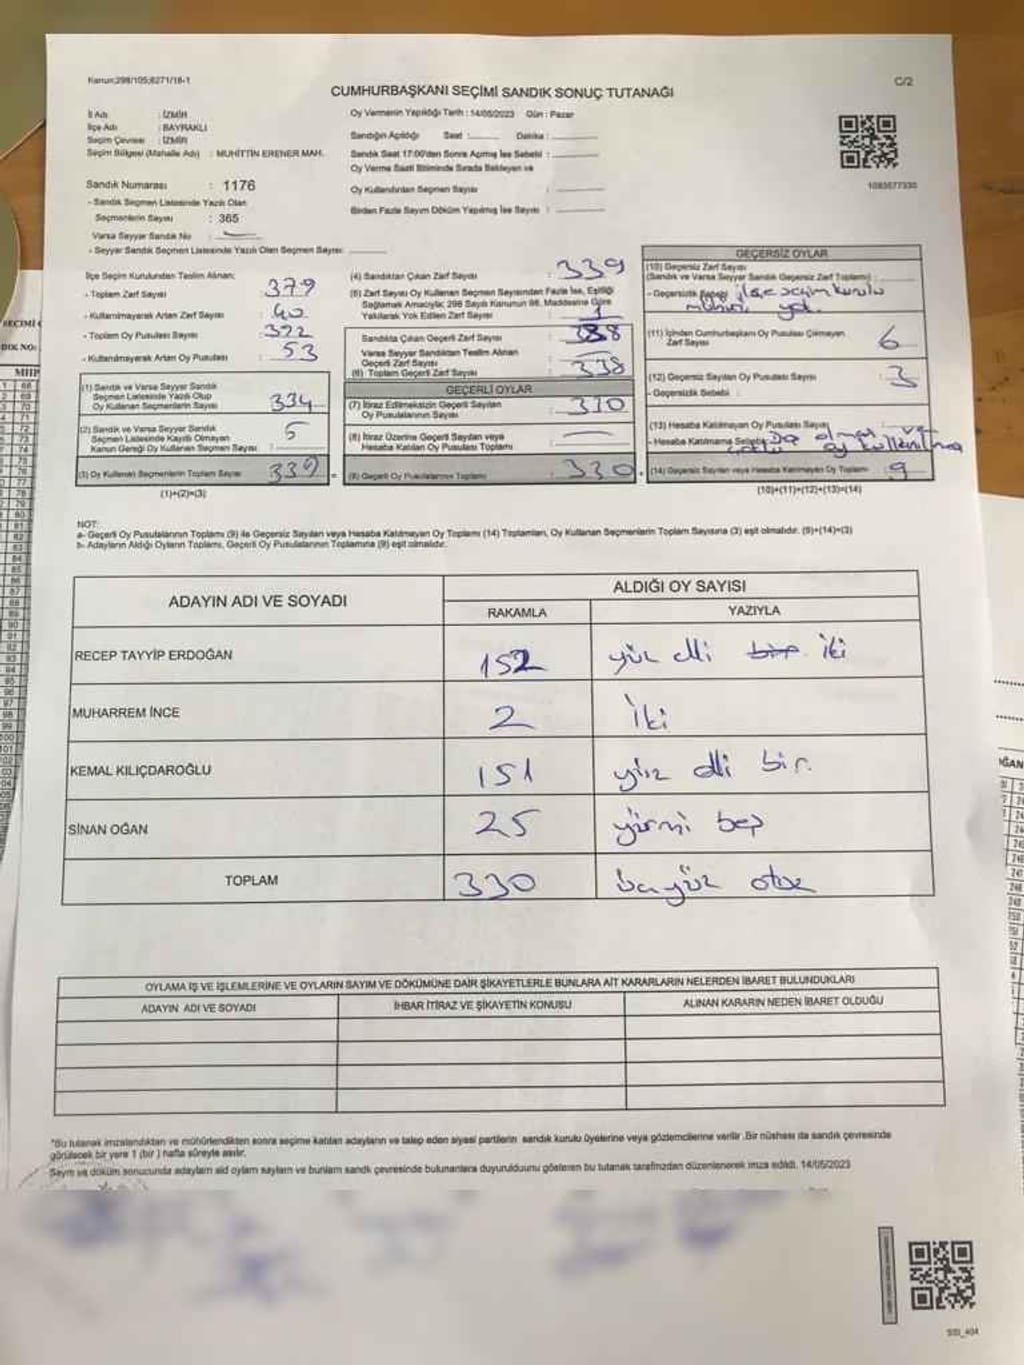 Kanun:298/105;6271/16-1
C/2
CUMHURBAŞKANI SEÇİMİ SANDIK SONUÇ TUTANAĞI
İl Adı : İZMİR
İlçe Adı : BAYRAKLI
Seçim Çevresi : İZMİR
Seçim Bölgesi (Mahalle Adı) : MUHİTTİN ERENER MAH.
Sandık Numarası : 1176
- Sandık Seçmen Listesinde Yazılı Olan
Seçmenlerin Sayısı : 365
Varsa Seyyar Sandık No :
- Seyyar Sandık Seçmen Listesinde Yazılı Olan Seçmen Sayısı:
Oy Vermenin Yapıldığı Tarih : 14/05/2023 Gün : Pazar
Sandığın Açıldığı Saat : Dakika :
Sandık Saat 17:00'den Sonra Açılmış İse Sebebi :
Oy Verme Saati Bitiminde Sırada Bekleyen ve
Oy Kullandırılan Seçmen Sayısı :
Birden Fazla Sayım Döküm Yapılmış İse Sayısı :
1093577330
İlçe Seçim Kurulundan Teslim Alınan:
- Toplam Zarf Sayısı : 379
- Kullanılmayarak Artan Zarf Sayısı : 40
- Toplam Oy Pusulası Sayısı :
- Kullanılmayarak Artan Oy Pusulası : 53
(1) Sandık ve Varsa Seyyar Sandık
Seçmen Listesinde Yazılı Olup
Oy Kullanan Seçmenlerin Sayısı : 334
(2) Sandık ve Varsa Seyyar Sandık
Seçmen Listesinde Kayıtlı Olmayan
Kanun Gereği Oy Kullanan Seçmen Sayısı : 5
(3) Oy Kullanan Seçmenlerin Toplam Sayısı 339 =
(1)+(2)=(3)
(4) Sandıktan Çıkan Zarf Sayısı : 339
(5) Zarf Sayısı Oy Kullanan Seçmen Sayısından Fazla İse, Eşitliği
Sağlamak Amacıyla; 298 Sayılı Kanunun 98. Maddesine Göre
Yakılarak Yok Edilen Zarf Sayısı : 1
Sandıkta Çıkan Geçerli Zarf Sayısı : 338
Varsa Seyyar Sandıktan Teslim Alınan
Geçerli Zarf Sayısı :
(6) Toplam Geçerli Zarf Sayısı : 338
GEÇERLİ OYLAR
(7) İtiraz Edilmeksizin Geçerli Sayılan
Oy Pusulalarının Sayısı :
(8) İtiraz Üzerine Geçerli Sayılan veya
Hesaba Katılan Oy Pusulaları Toplamı :
(9) Geçerli Oy Pusulalarının Toplamı : 330
GEÇERSİZ OYLAR
(10) Geçersiz Zarf Sayısı
(Sandık ve Varsa Seyyar Sandık Geçersiz Zarf Toplamı) :
- Geçersizlik Sebebi : ilçe seçim kurulu
mührü yok.
(11) İçinden Cumhurbaşkanı Oy Pusulası Çıkmayan
Zarf Sayısı : 6
(12) Geçersiz Sayılan Oy Pusulası Sayısı : 3
- Geçersizlik Sebebi :
(13) Hesaba Katılmayan Oy Pusulası Sayısı
- Hesaba Katılmama Sebebi : olması ve
oy kullanılma
(14) Geçersiz Sayılan veya Hesaba Katılmayan Oy Toplamı : 9
(10)+(11)+(12)+(13)=(14)
NOT:
a- Geçerli Oy Pusulalarının Toplamı (9) ile Geçersiz Sayılan veya Hesaba Katılmayan Oy Toplamı (14) Toplamları, Oy Kullanan Seçmenlerin Toplam Sayısına (3) eşit olmalıdır. (9)+(14)=(3)
b- Adayların Aldığı Oyların Toplamı, Geçerli Oy Pusulalarının Toplamına (9) eşit olmalıdır.
ADAYIN ADI VE SOYADI
ALDIĞI OY SAYISI
RAKAMLA YAZIYLA
RECEP TAYYİP ERDOĞAN 152 yüz elli bir iki
MUHARREM İNCE 2 İki
KEMAL KILIÇDAROĞLU 151 yüz elli bir.
SİNAN OĞAN 25 yirmi beş
TOPLAM 330 üçyüz otuz
OYLAMA İŞ VE İŞLEMLERİNE VE OYLARIN SAYIM VE DÖKÜMÜNE DAİR ŞİKAYETLERLE BUNLARA AİT KARARLARIN NELERDEN İBARET BULUNDUKLARI
ADAYIN ADI VE SOYADI İHBAR İTİRAZ VE ŞİKAYETİN KONUSU ALINAN KARARIN NEDEN İBARET OLDUĞU
*Bu tutanak imzalandıktan ve mühürlendikten sonra seçime katılan adayların ve talep eden siyasi partilerin sandık kurulu üyelerine veya gözlemcilerine verilir .Bir nüshası da sandık çevresinde
görülecek bir yere 1 (bir ) hafta süreyle asılır.
Sayım ve döküm sonucunda adayların ald oyların sayların ve bunların sandk çevresinde bulunanlara duyurulduunu gösteren bu tutanak tarafmzdan düzenlenerek imza edildi. 14/05/2023
SSI_404